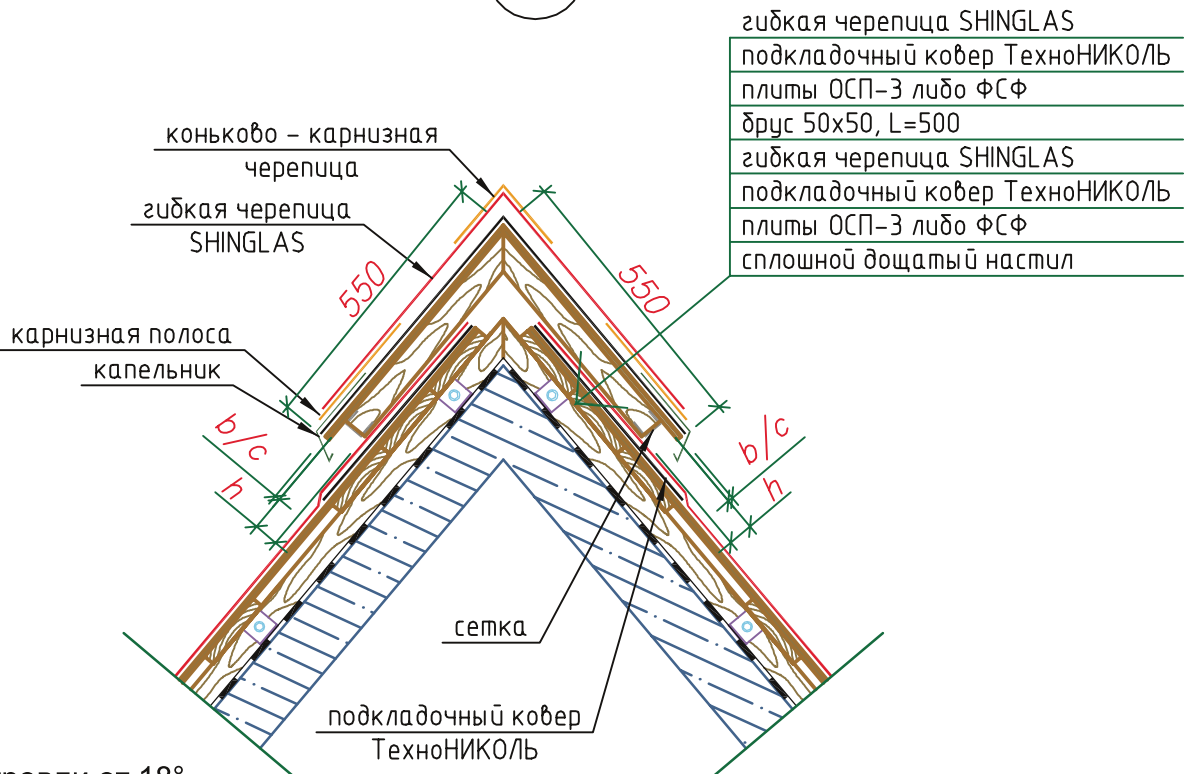 гибкая черепица SHINGLAS
подкладочный ковер ТехноНИКОЛЬ
плиты ОСП-3 либо ФСФ
брус 50х50, L=500
гибкая черепица SHINGLAS
подкладочный ковер ТехноНИКОЛЬ
плиты ОСП-3 либо ФСФ
сплошной дощатый настил
коньково - карнизная
черепица
гибкая черепица
SHINGLAS
550
550
карнизная полоса
капельник
b/c
h
b/c
h
сетка
подкладочный ковер
ТехноНИКОЛЬ
от 18°